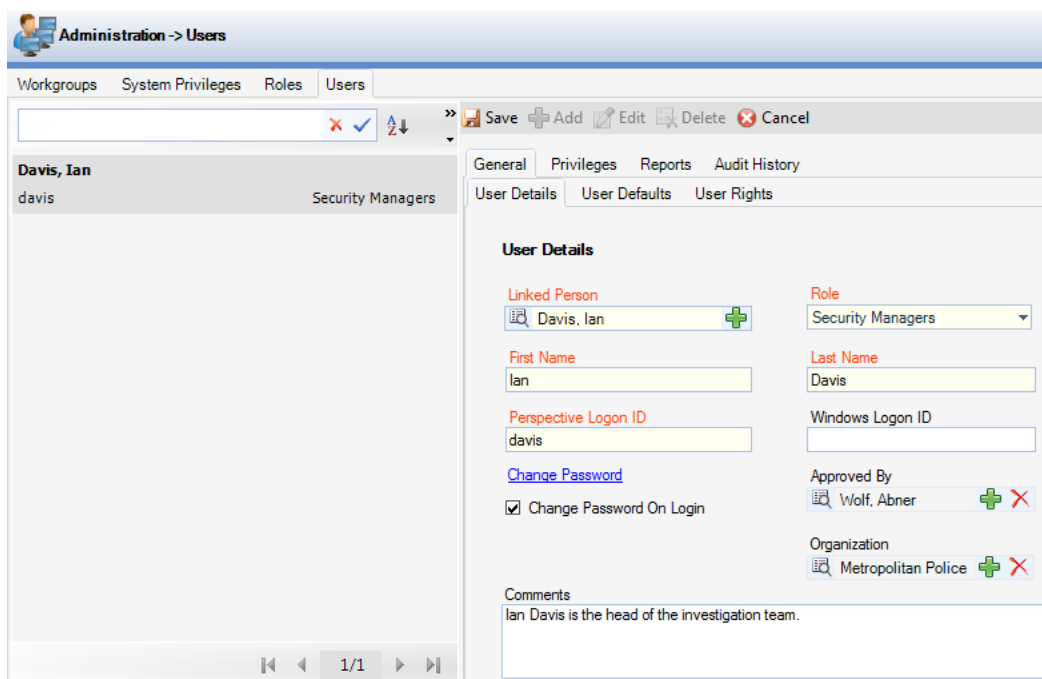 Administration -> Users
Workgroups System Privileges Roles Users
A
Z
»
Save Add Edit Delete Cancel
Davis, Ian
davis Security Managers
General Privileges Reports Audit History
User Details User Defaults User Rights
User Details
Linked Person Role
Davis, Ian Security Managers
First Name Last Name
Ian Davis
Perspective Logon ID Windows Logon ID
davis
Change Password Approved By
Change Password On Login Wolf, Abner
Organization
Metropolitan Police
Comments
Ian Davis is the head of the investigation team.
1/1